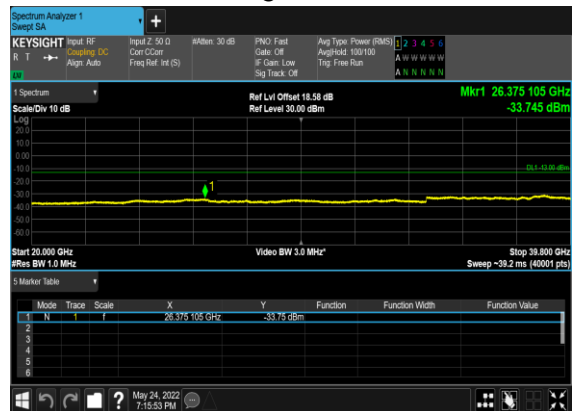 Spectrum Analyzer 1
Swept SA
+
KEYSIGHT Input: RF Input Z: 50 Ω #Atten: 30 dB PNO: Fast Avg Type: Power (RMS) 1 2 3 4 5 6
R T Coupling: DC Corr CCorr Gate: Off Avg|Hold: 100/100 A W W W W W
Align: Auto Freq Ref: Int (S) IF Gain: Low Trig: Free Run
Sig Track: Off A N N N N N
1 Spectrum
Ref Lvl Offset 18.58 dB Mkr1 26.375 105 GHz
Scale/Div 10 dB Ref Level 30.00 dBm -33.745 dBm
Log
20.0
10.0
0.00
-10.0
DL1 -13.00 dBm
-20.0
1
-30.0
-40.0
-50.0
-60.0
Start 20.000 GHz Video BW 3.0 MHz* Stop 39.800 GHz
#Res BW 1.0 MHz Sweep ~39.2 ms (40001 pts)
5 Marker Table
Mode Trace Scale X Y Function Function Width Function Value
1 N 1 f 26.375 105 GHz -33.75 dBm
2
3
4
5
6
? May 24, 2022
7:15:53 PM